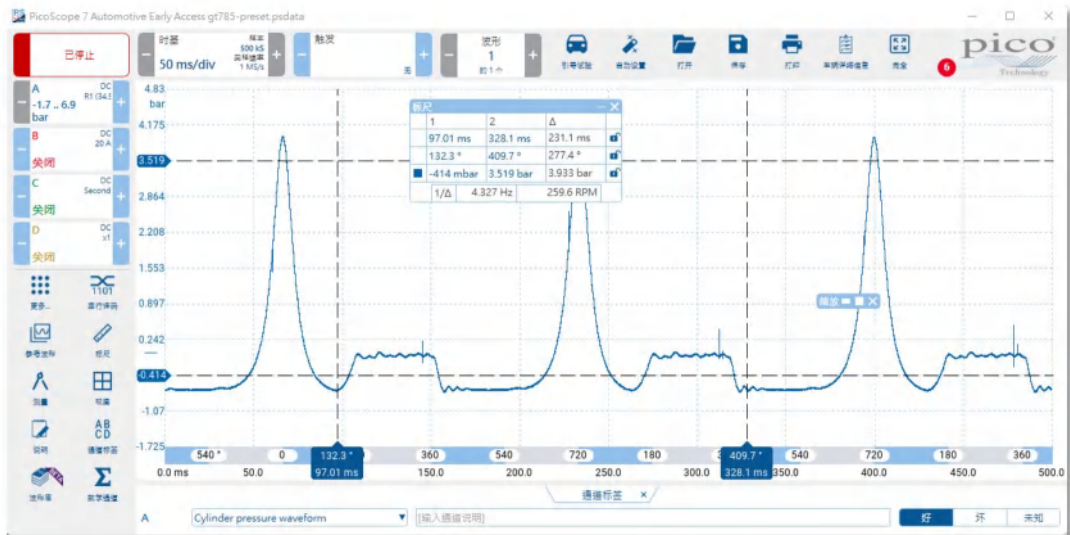 PicoScope 7 Automotive Early Access gt785-preset.psdata
已停止
时基
50 ms/div
500 kS
1 MS/s
触发
无
波形
1
的1个
引导试验
自动设置
打开
保存
打印
车辆详细信息
完全
6
pico
Technology
A
DC
-1.7 .. 6.9
bar
B
DC
20 A
关闭
C
DC
Second
关闭
D
DC
x1
关闭
更多...
串行译码
参考波形
标尺
测量
说明
通道标签
波形库
数学通道
1101
AB
CD
4.83
bar
4.175
3.519
2.864
2.208
1.553
0.897
0.242
-0.414
-1.07
-1.725
1 2 Δ
97.01 ms 328.1 ms 231.1 ms
132.3 ° 409.7 ° 277.4 °
-414 mbar 3.519 bar 3.933 bar
1/Δ 4.327 Hz 259.6 RPM
540 ° 0 132.3 ° 360 540 720 180 409.7 ° 540 720 180 360
0.0 ms 50.0 97.01 ms 150.0 200.0 250.0 300.0 328.1 ms 350.0 400.0 450.0 500.0
通道标签 ×
A Cylinder pressure waveform [输入通道说明] 好 坏 未知